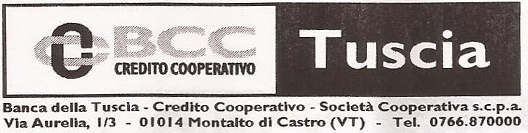 BCC
CREDITO COOPERATIVO
Tuscia
Banca della Tuscia - Credito Cooperativo - Società Cooperativa s.c.p.a.
Via Aurelia, 1/3 - 01014 Montalto di Castro (VT) - Tel. 0766.870000